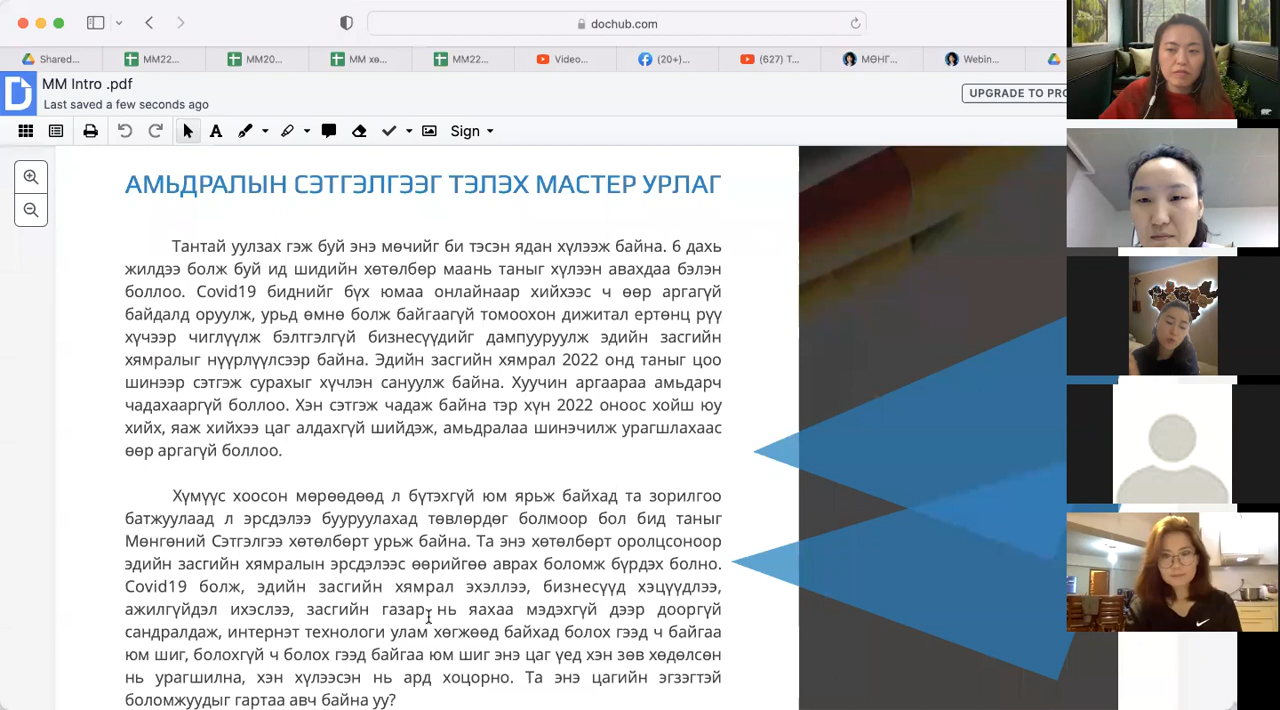 dochub.com
Shared...
MM22...
MM20...
MM хө...
MM22...
Video...
(20+)...
(627) T...
МӨНГ...
Webin...
MM Intro .pdf
Last saved a few seconds ago
UPGRADE TO PRO
A
Sign
АМЬДРАЛЫН СЭТГЭЛГЭЭГ ТЭЛЭХ МАСТЕР УРЛАГ
Тантай уулзах гэж буй энэ мөчийг би тэсэн ядан хүлээж байна. 6 дахь
жилдээ болж буй ид шидийн хөтөлбөр маань таныг хүлээн авахдаа бэлэн
боллоо. Covid19 биднийг бүх юмаа онлайнаар хийхээс ч өөр аргагүй
байдалд оруулж, урьд өмнө болж байгаагүй томоохон дижитал ертөнц рүү
хүчээр чиглүүлж бэлтгэлгүй бизнесүүдийг дампууруулж эдийн засгийн
хямралыг нүүрлүүлсээр байна. Эдийн засгийн хямрал 2022 онд таныг цоо
шинээр сэтгэж сурахыг хүчлэн сануулж байна. Хуучин аргаараа амьдарч
чадахааргүй боллоо. Хэн сэтгэж чадаж байна тэр хүн 2022 оноос хойш юу
хийх, яаж хийхээ цаг алдахгүй шийдэж, амьдралаа шинэчилж урагшлахаас
өөр аргагүй боллоо.
Хүмүүс хоосон мөрөөдөөд л бүтэхгүй юм ярьж байхад та зорилгоо
батжуулаад л эрсдэлээ бууруулахад төвлөрдөг болмоор бол бид таныг
Мөнгөний Сэтгэлгээ хөтөлбөрт урьж байна. Та энэ хөтөлбөрт оролцсоноор
эдийн засгийн хямралын эрсдэлээс өөрийгөө аврах боломж бүрдэх болно.
Covid19 болж, эдийн засгийн хямрал эхэллээ, бизнесүүд хэцүүдлээ,
ажилгүйдэл ихэслээ, засгийн газар нь яахаа мэдэхгүй дээр дооргүй
сандралдаж, интернэт технологи улам хөгжөөд байхад болох гээд ч байгаа
юм шиг, болохгүй ч болох гээд байгаа юм шиг энэ цаг үед хэн зөв хөдөлсөн
нь урагшилна, хэн хүлээсэн нь ард хоцорно. Та энэ цагийн эгзэгтэй
боломжуудыг гартаа авч байна уу?